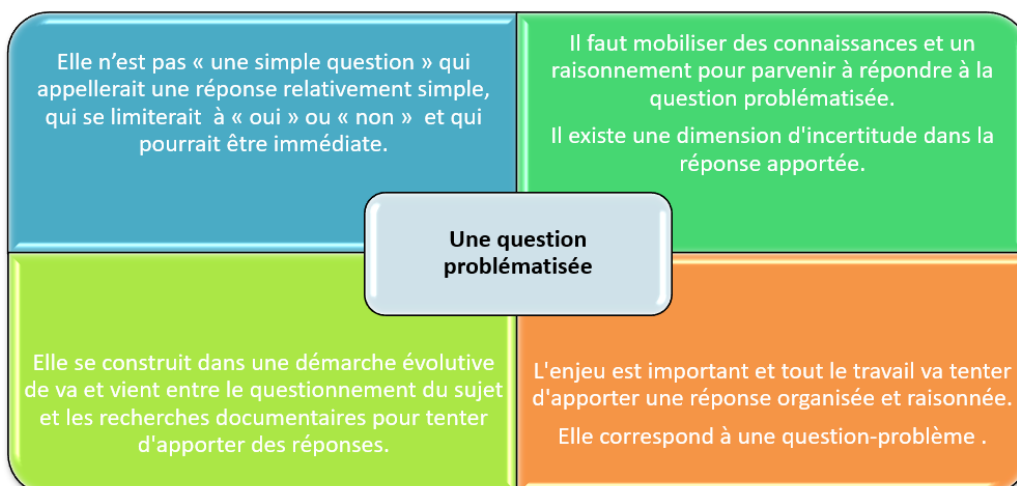 Elle n'est pas « une simple question » qui
appellerait une réponse relativement simple,
qui se limiterait à « oui » ou « non » et qui
pourrait être immédiate.
Il faut mobiliser des connaissances et un
raisonnement pour parvenir à répondre à la
question problématisée.
Il existe une dimension d'incertitude dans la
réponse apportée.
Une question
problématisée
Elle se construit dans une démarche évolutive
de va et vient entre le questionnement du sujet
et les recherches documentaires pour tenter
d'apporter des réponses.
L'enjeu est important et tout le travail va tenter
d'apporter une réponse organisée et raisonnée.
Elle correspond à une question-problème .